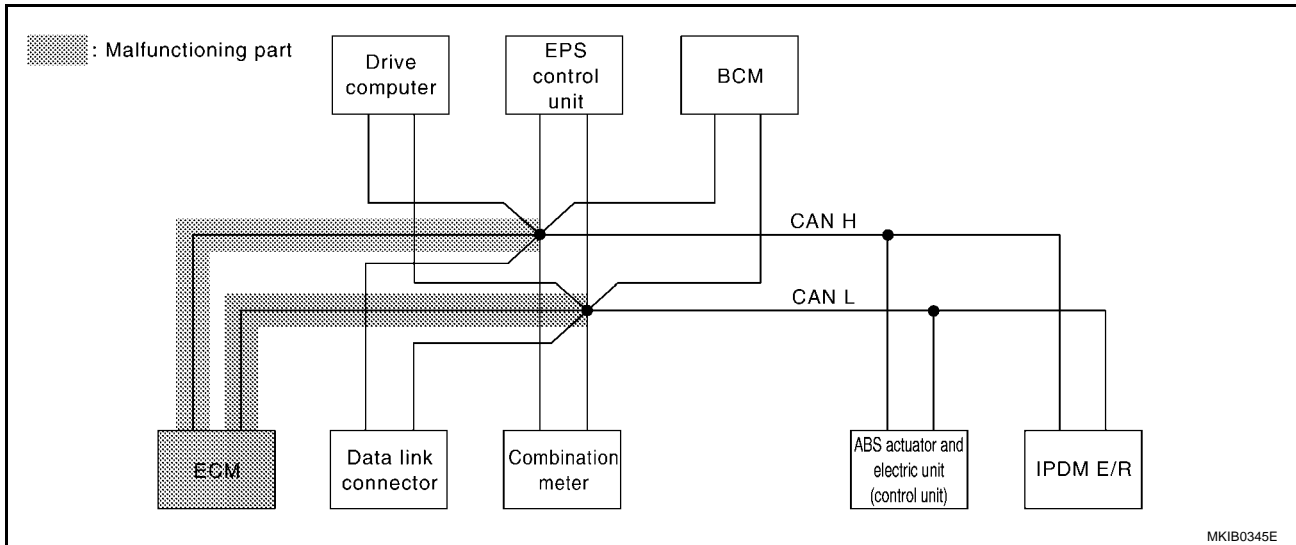 : Malfunctioning part
Drive
computer
EPS
control
unit
BCM
CAN H
CAN L
ECM
Data link
connector
Combination
meter
ABS actuator and
electric unit
(control unit)
IPDM E/R
MKIB0345E